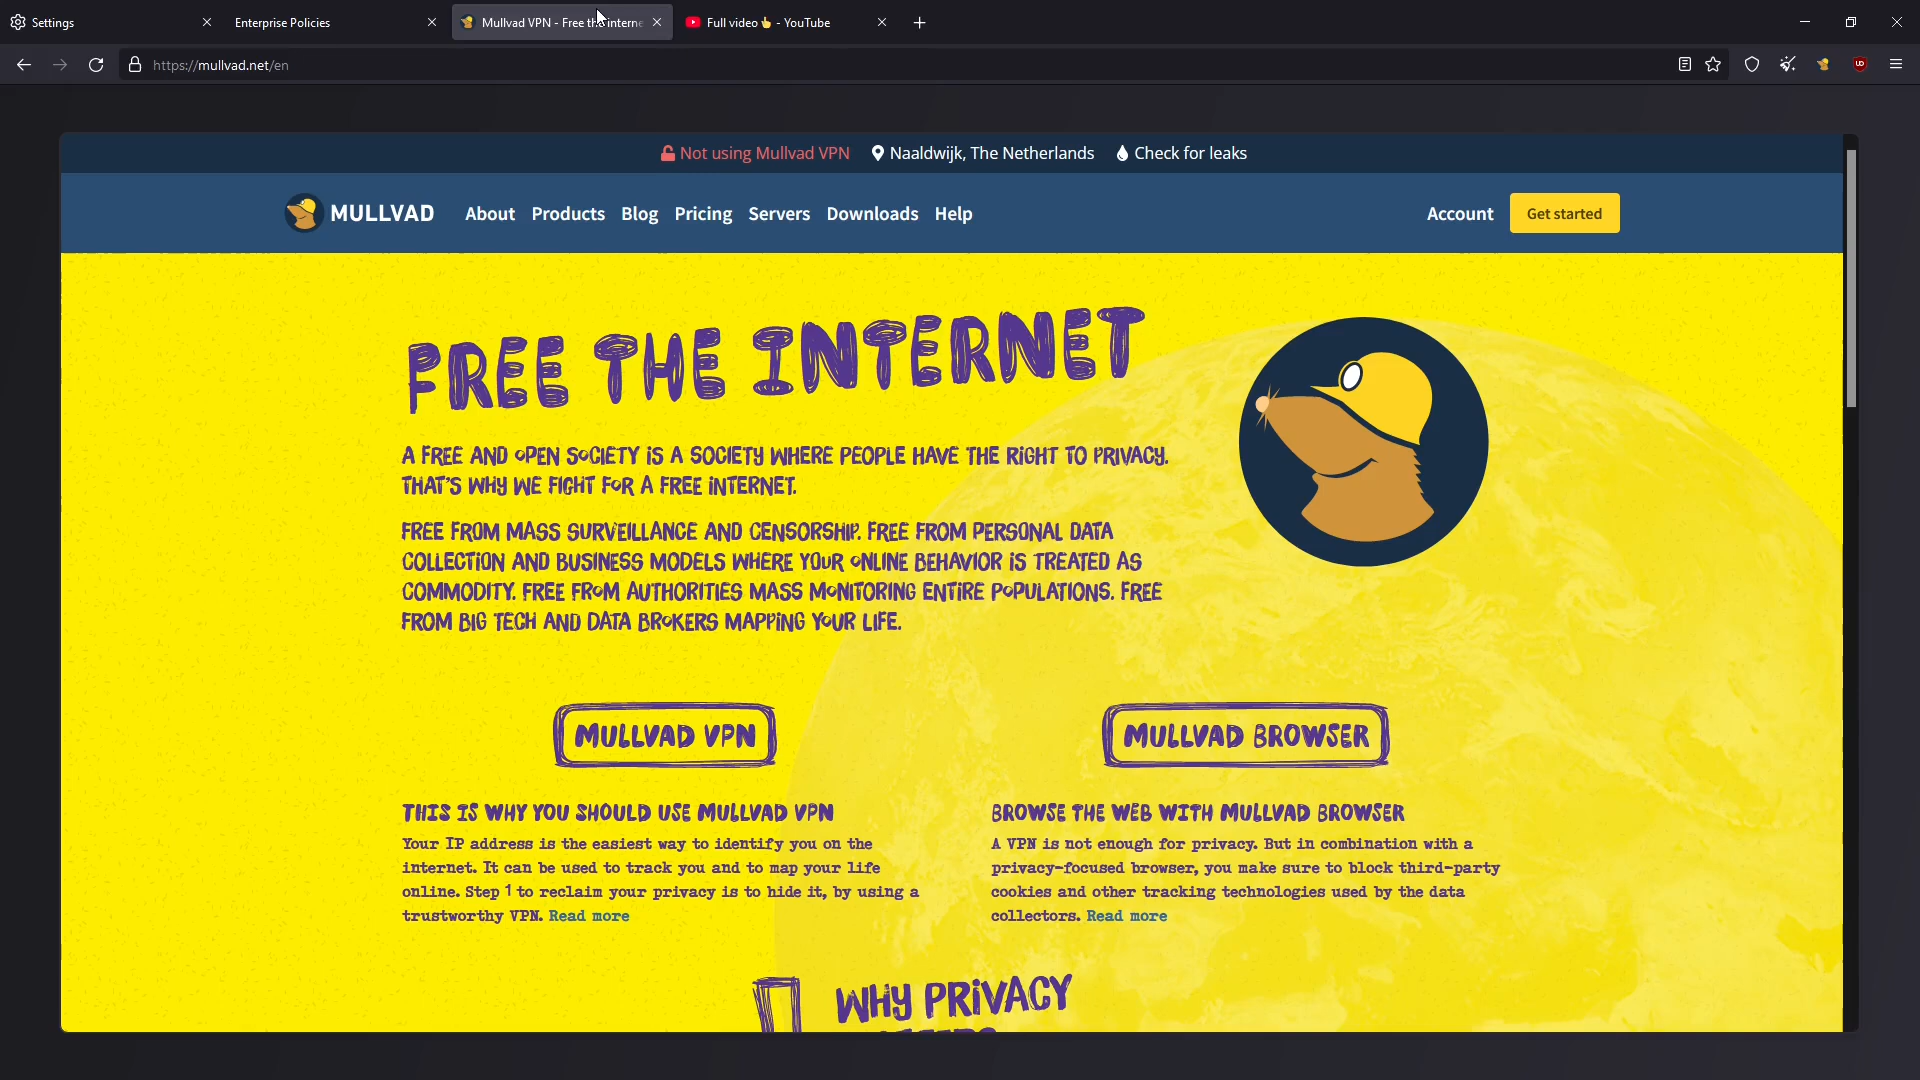 Settings
Enterprise Policies
Mullvad VPN - Free the interne
Full video 👆 - YouTube
https://mullvad.net/en
Not using Mullvad VPN
Naaldwijk, The Netherlands
Check for leaks
MULLVAD
About
Products
Blog
Pricing
Servers
Downloads
Help
Account
Get started
FREE THE INTERNET
A FREE AND OPEN SOCIETY IS A SOCIETY WHERE PEOPLE HAVE THE RIGHT TO PRIVACY.
THAT'S WHY WE FIGHT FOR A FREE INTERNET.
FREE FROM MASS SURVEILLANCE AND CENSORSHIP. FREE FROM PERSONAL DATA
COLLECTION AND BUSINESS MODELS WHERE YOUR ONLINE BEHAVIOR IS TREATED AS
COMMODITY. FREE FROM AUTHORITIES MASS MONITORING ENTIRE POPULATIONS. FREE
FROM BIG TECH AND DATA BROKERS MAPPING YOUR LIFE.
MULLVAD VPN
THIS IS WHY YOU SHOULD USE MULLVAD VPN
Your IP address is the easiest way to identify you on the
internet. It can be used to track you and to map your life
online. Step 1 to reclaim your privacy is to hide it, by using a
trustworthy VPN. Read more
MULLVAD BROWSER
BROWSE THE WEB WITH MULLVAD BROWSER
A VPN is not enough for privacy. But in combination with a
privacy-focused browser, you make sure to block third-party
cookies and other tracking technologies used by the data
collectors. Read more
WHY PRIVACY